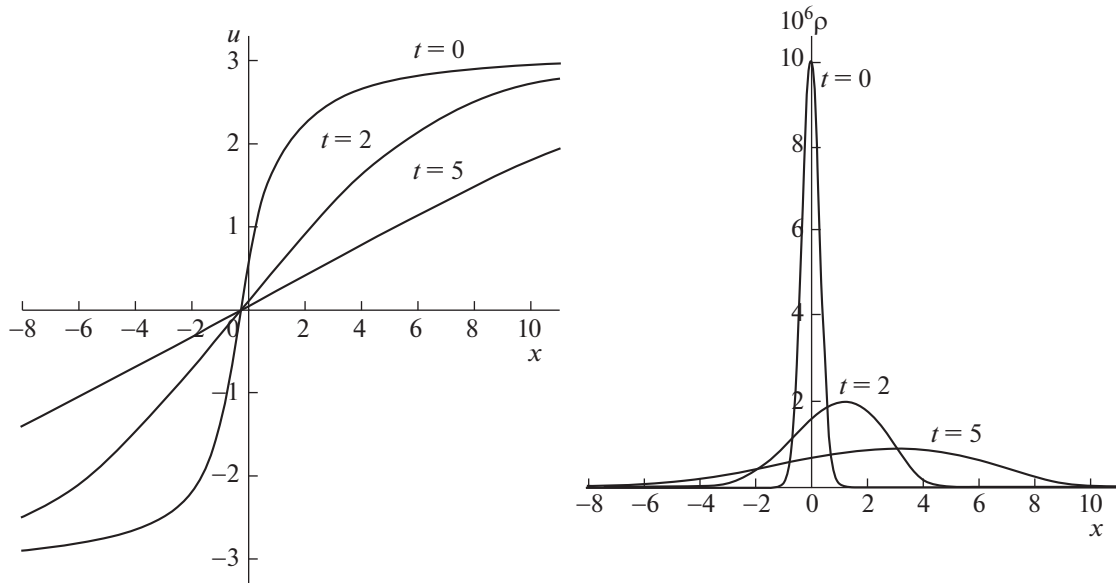 u
3
t = 0
2
t = 2
t = 5
1
−8 −6 −4 −2 0 2 4 6 8 10
x
−1
−2
−3
10⁶ρ
10
t = 0
8
6
4
t = 2
2
t = 5
−8 −6 −4 −2 0 2 4 6 8 10
x